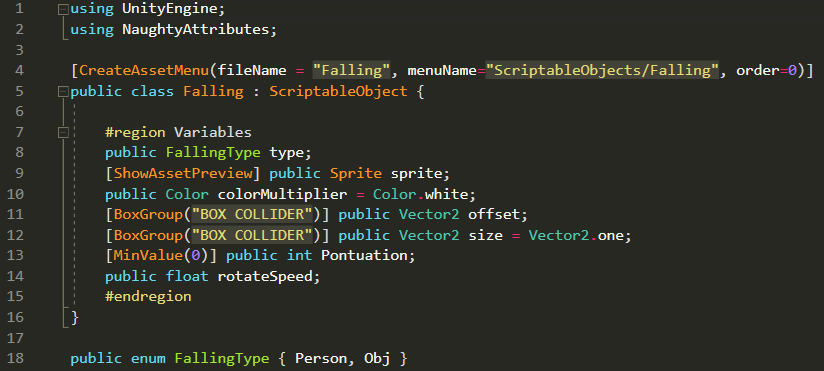 1 using UnityEngine;
2 using NaughtyAttributes;
3
4 [CreateAssetMenu(fileName = "Falling", menuName="ScriptableObjects/Falling", order=0)]
5 public class Falling : ScriptableObject {
6
7 #region Variables
8 public FallingType type;
9 [ShowAssetPreview] public Sprite sprite;
10 public Color colorMultiplier = Color.white;
11 [BoxGroup("BOX COLLIDER")] public Vector2 offset;
12 [BoxGroup("BOX COLLIDER")] public Vector2 size = Vector2.one;
13 [MinValue(0)] public int Pontuation;
14 public float rotateSpeed;
15 #endregion
16 }
17
18 public enum FallingType { Person, Obj }